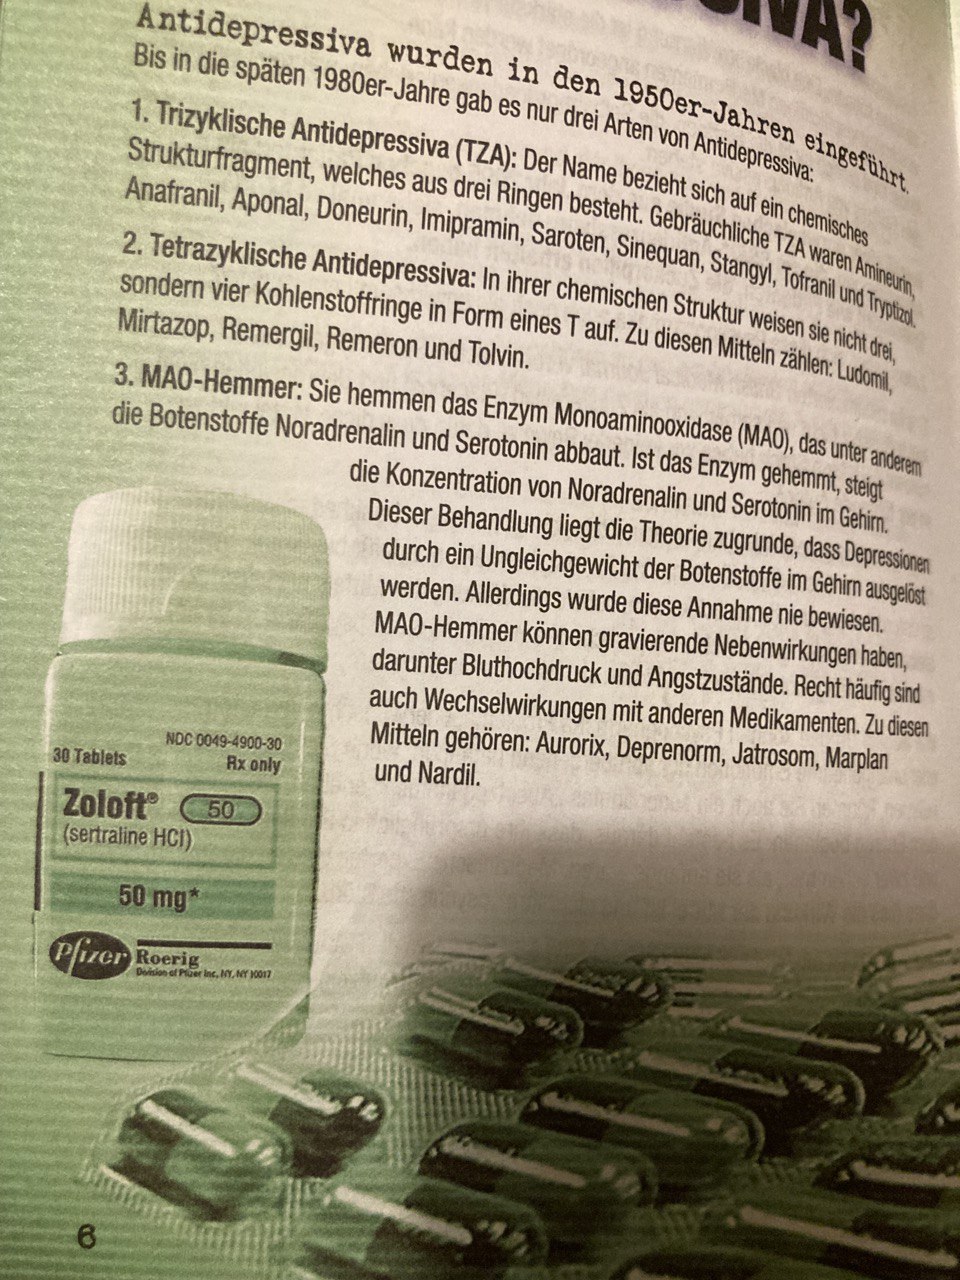 Antidepressiva wurden in den 1950er-Jahren eingeführt.
Bis in die späten 1980er-Jahre gab es nur drei Arten von Antidepressiva:
1. Trizyklische Antidepressiva (TZA): Der Name bezieht sich auf ein chemisches
Strukturfragment, welches aus drei Ringen besteht. Gebräuchliche TZA waren Amineurin,
Anafranil, Aponal, Doneurin, Imipramin, Saroten, Sinequan, Stangyl, Tofranil und Tryptizol.
2. Tetrazyklische Antidepressiva: In ihrer chemischen Struktur weisen sie nicht drei,
sondern vier Kohlenstoffringe in Form eines T auf. Zu diesen Mitteln zählen: Ludomil,
Mirtazop, Remergil, Remeron und Tolvin.
3. MAO-Hemmer: Sie hemmen das Enzym Monoaminooxidase (MAO), das unter anderem
die Botenstoffe Noradrenalin und Serotonin abbaut. Ist das Enzym gehemmt, steigt
die Konzentration von Noradrenalin und Serotonin im Gehirn.
Dieser Behandlung liegt die Theorie zugrunde, dass Depressionen
durch ein Ungleichgewicht der Botenstoffe im Gehirn ausgelöst
werden. Allerdings wurde diese Annahme nie bewiesen.
MAO-Hemmer können gravierende Nebenwirkungen haben,
darunter Bluthochdruck und Angstzustände. Recht häufig sind
auch Wechselwirkungen mit anderen Medikamenten. Zu diesen
Mitteln gehören: Aurorix, Deprenorm, Jatrosom, Marplan
und Nardil.
NDC 0049-4900-30
30 Tablets Rx only
Zoloft® 50
(sertraline HCl)
50 mg*
Pfizer Roerig
Division of Pfizer Inc, NY, NY 10017
6